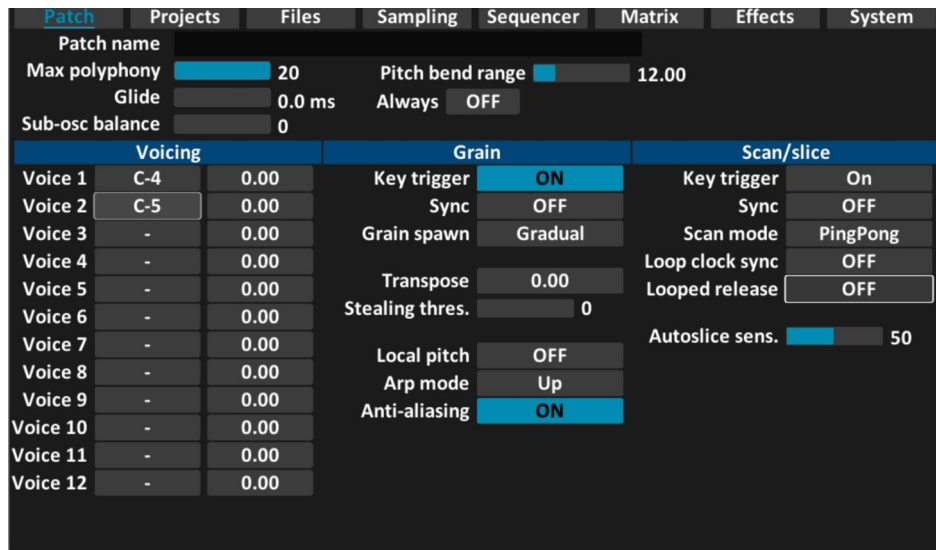 Patch Projects Files Sampling Sequencer Matrix Effects System
Patch name
Max polyphony 20 Pitch bend range 12.00
Glide 0.0 ms Always OFF
Sub-osc balance 0
Voicing Grain Scan/slice
Voice 1 C-4 0.00 Key trigger ON Key trigger On
Voice 2 C-5 0.00 Sync OFF Sync OFF
Voice 3 - 0.00 Grain spawn Gradual Scan mode PingPong
Voice 4 - 0.00 Loop clock sync OFF
Voice 5 - 0.00 Transpose 0.00 Looped release OFF
Voice 6 - 0.00 Stealing thres. 0
Voice 7 - 0.00 Local pitch OFF Autoslice sens. 50
Voice 8 - 0.00 Arp mode Up
Voice 9 - 0.00 Anti-aliasing ON
Voice 10 - 0.00
Voice 11 - 0.00
Voice 12 - 0.00